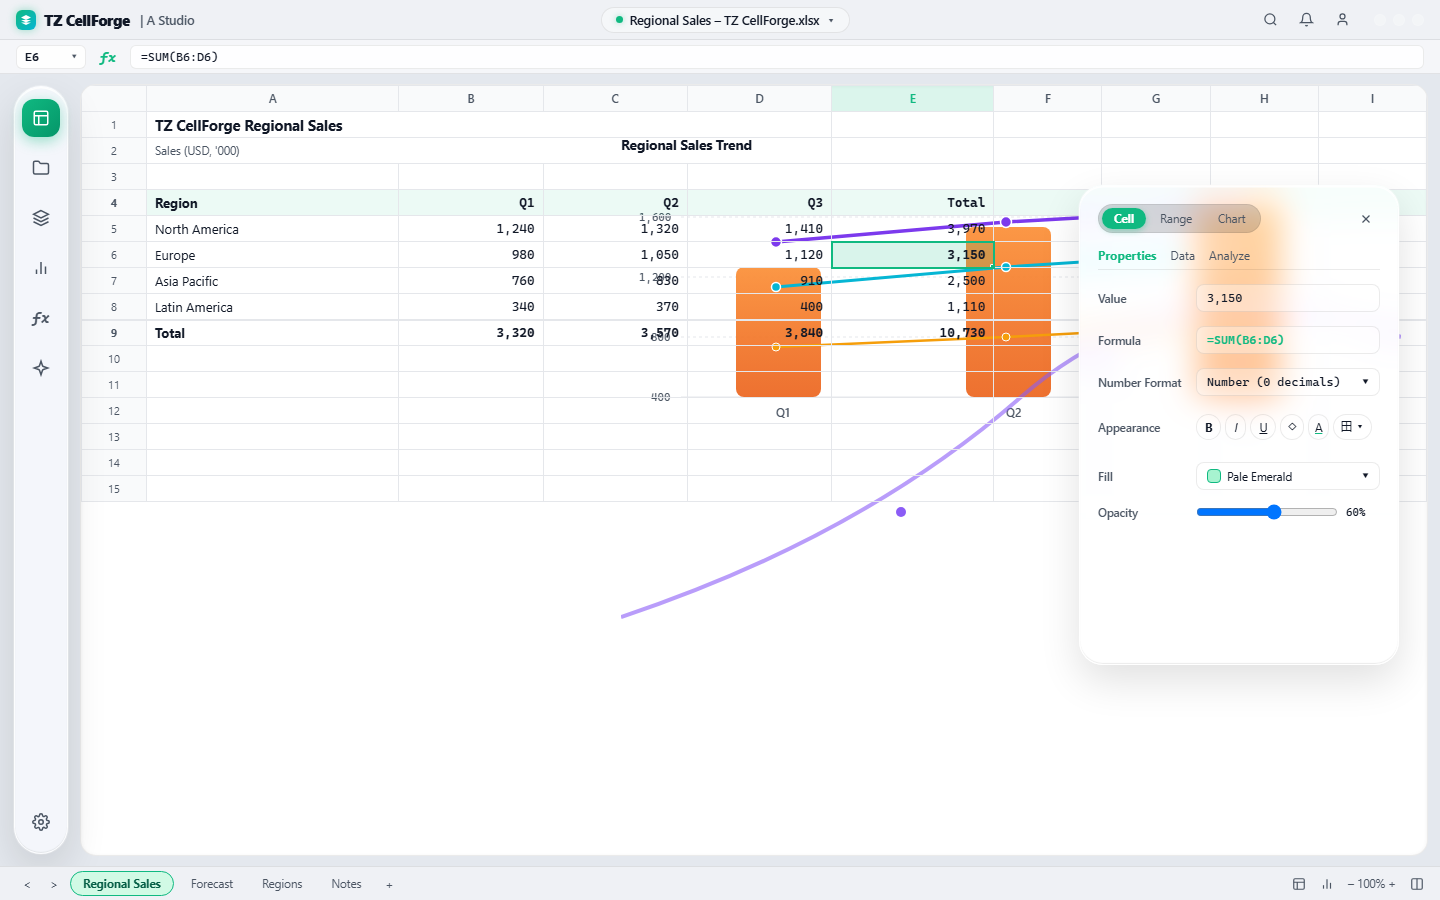 TZ CellForge | A Studio
Regional Sales – TZ CellForge.xlsx
E6
fx
=SUM(B6:D6)
A B C D E F G H I
1 TZ CellForge Regional Sales
2 Sales (USD, '000)
Regional Sales Trend
3
4 Region Q1 Q2 Q3 Total
5 North America 1,240 1,320 1,410 3,970
6 Europe 980 1,050 1,120 3,150
7 Asia Pacific 760 830 910 2,500
8 Latin America 340 370 400 1,110
9 Total 3,320 3,570 3,840 10,730
10
11
12
13
14
15
1,600
1,200
800
400
Q1 Q2
Cell Range Chart
Properties Data Analyze
Value 3,150
Formula =SUM(B6:D6)
Number Format Number (0 decimals)
Appearance B I U A
Fill Pale Emerald
Opacity 60%
fx
< > Regional Sales Forecast Regions Notes +
– 100% +